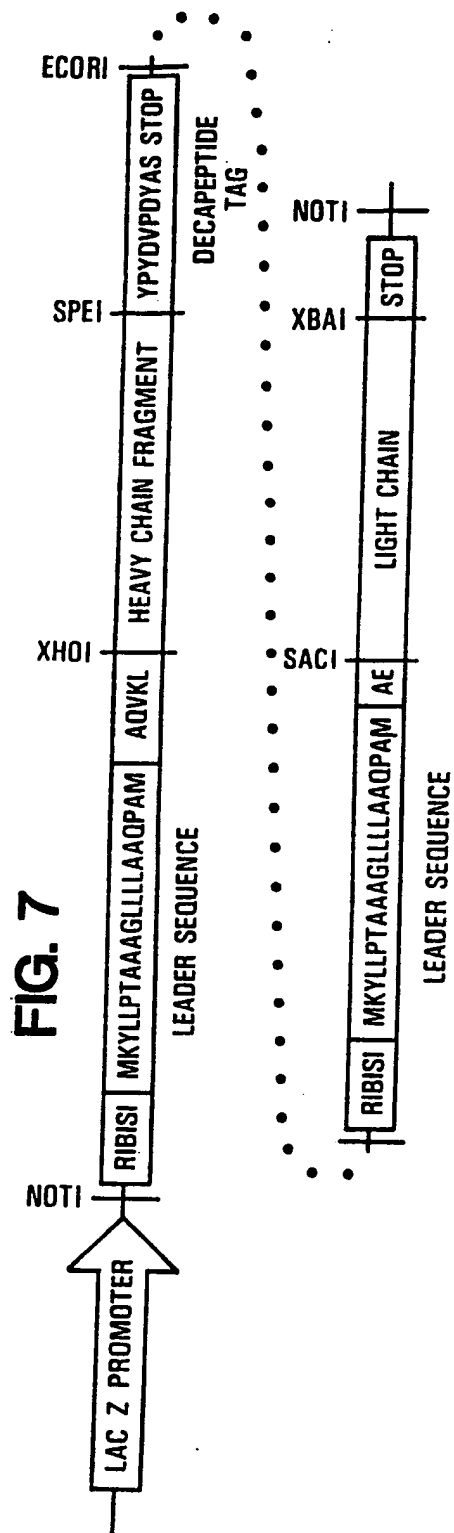 FIG. 7
LAC Z PROMOTER
NOTI
RIBISI
MKYLLPTAAAGLLLLAAQPAM
LEADER SEQUENCE
AQVKL
XHOI
HEAVY CHAIN FRAGMENT
SPEI
YPYDVPDYAS STOP
DECAPEPTIDE
TAG
ECORI
RIBISI
MKYLLPTAAAGLLLLAAQPAM
LEADER SEQUENCE
AE
SACI
LIGHT CHAIN
XBAI
STOP
NOTI